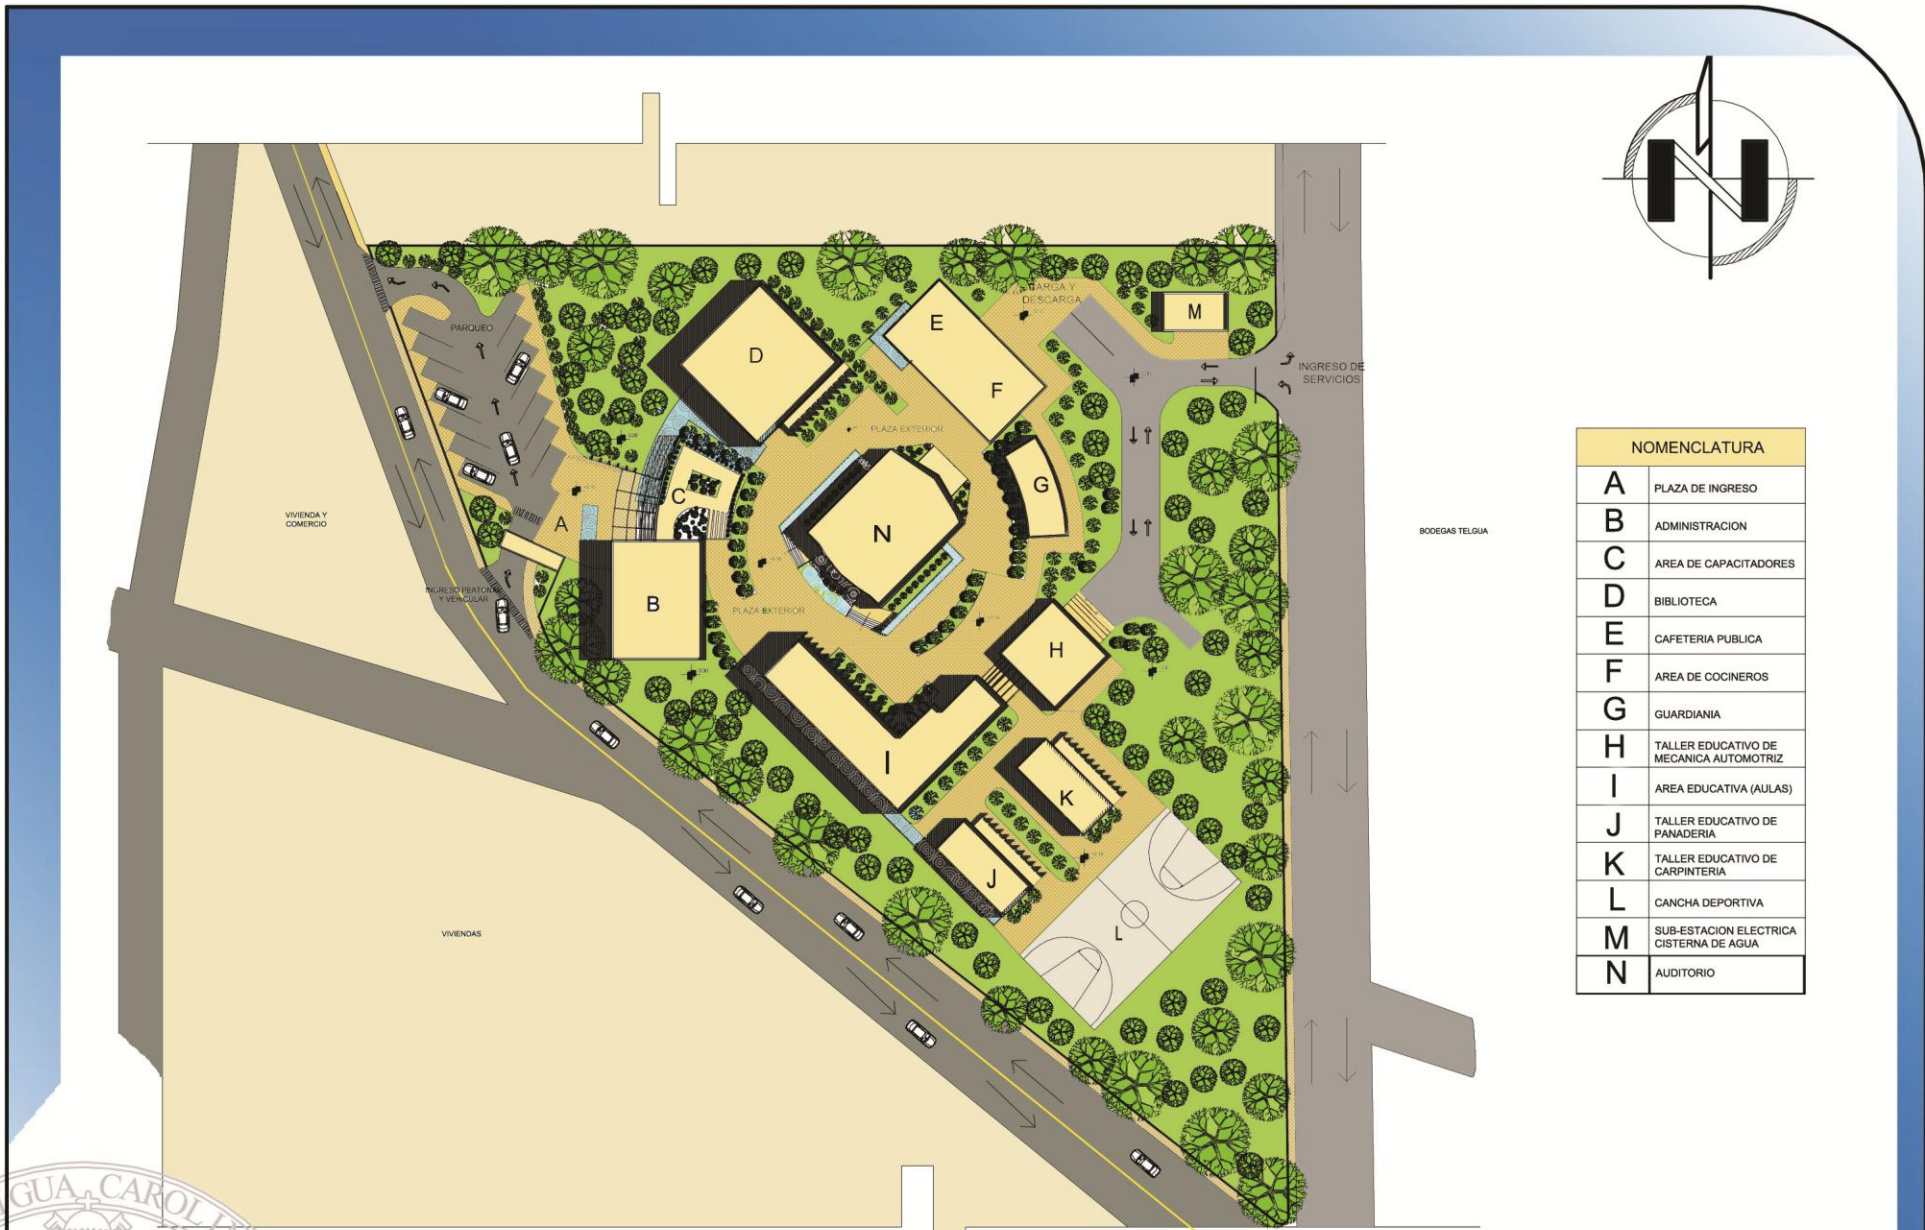 CARGA Y
DESCARGA
E
M
PARQUEO
D
INGRESO DE
SERVICIOS
F
PLAZA EXTERIOR
NOMENCLATURA
A PLAZA DE INGRESO
B ADMINISTRACION
C AREA DE CAPACITADORES
D BIBLIOTECA
E CAFETERIA PUBLICA
F AREA DE COCINEROS
G GUARDIANIA
H TALLER EDUCATIVO DE
MECANICA AUTOMOTRIZ
I AREA EDUCATIVA (AULAS)
J TALLER EDUCATIVO DE
PANADERIA
K TALLER EDUCATIVO DE
CARPINTERIA
L CANCHA DEPORTIVA
M SUB-ESTACION ELECTRICA
CISTERNA DE AGUA
N AUDITORIO
G
C
VIVIENDA Y
COMERCIO
A
N
BODEGAS TELGUA
INGRESO PEATONAL
Y VEHICULAR
B
PLAZA EXTERIOR
H
I
K
J
L
VIVIENDAS
N
GUA CAROL